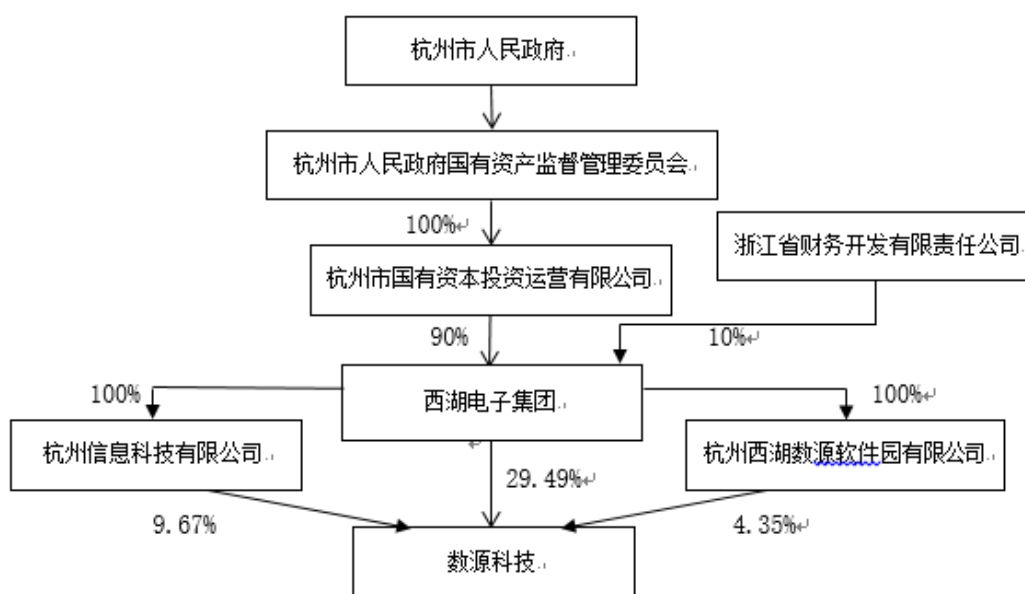 杭州市人民政府
杭州市人民政府国有资产监督管理委员会
100%
浙江省财务开发有限责任公司
杭州市国有资本投资运营有限公司
90%
10%
西湖电子集团
100%
100%
杭州信息科技有限公司
杭州西湖数源软件园有限公司
29.49%
9.67%
4.35%
数源科技